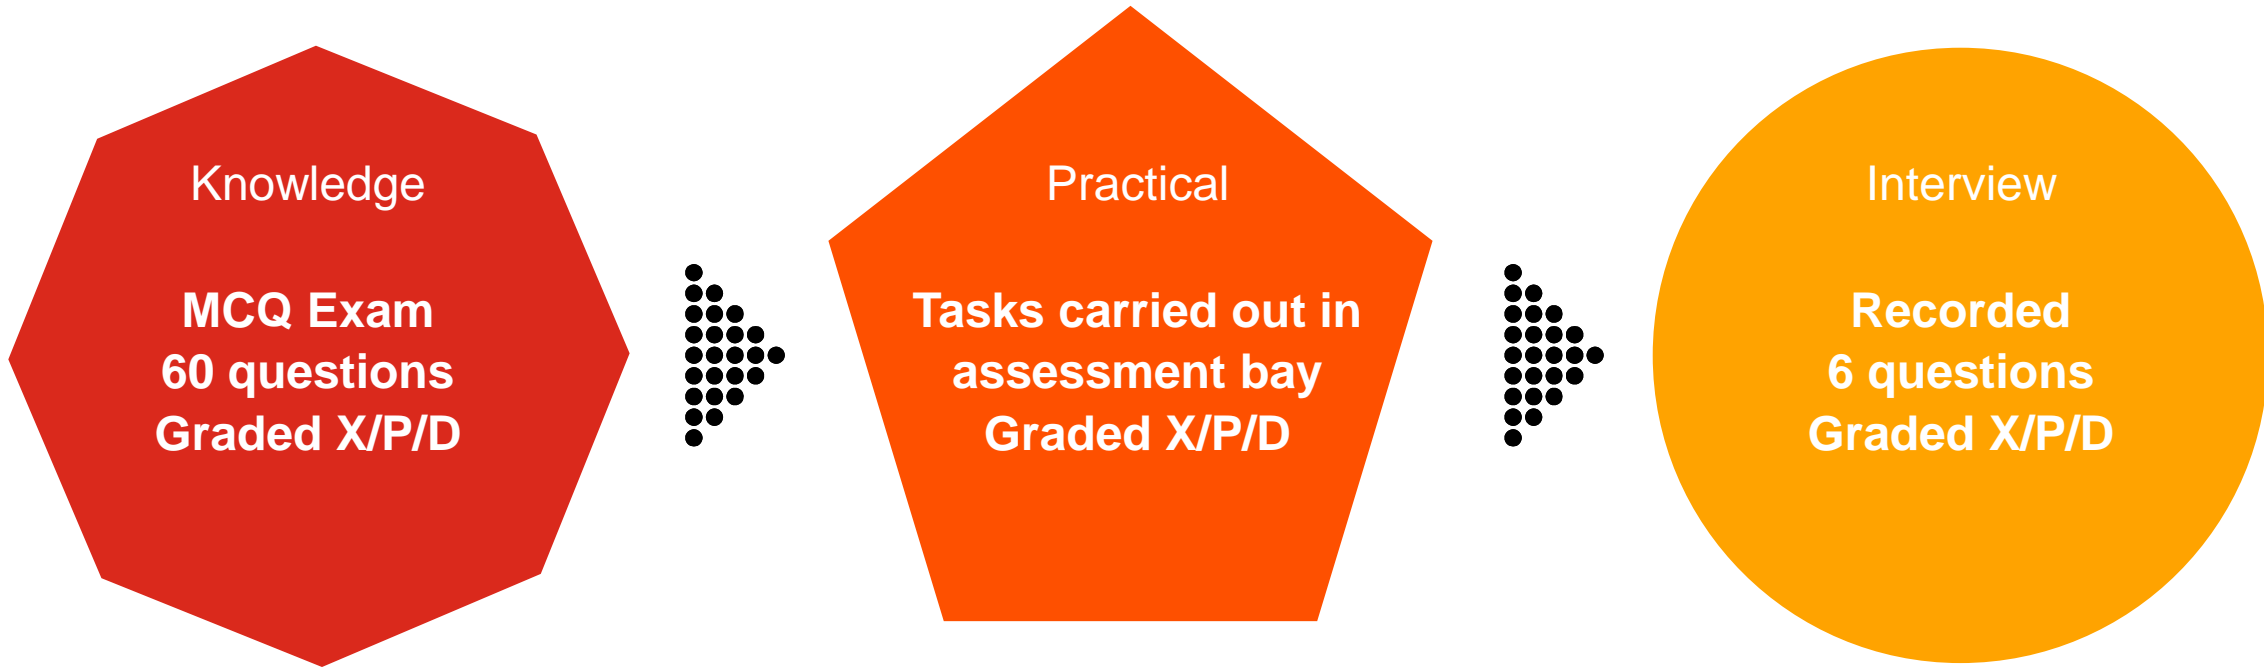 Knowledge
MCQ Exam
60 questions
Graded X/P/D
Practical
Tasks carried out in
assessment bay
Graded X/P/D
Interview
Recorded
6 questions
Graded X/P/D